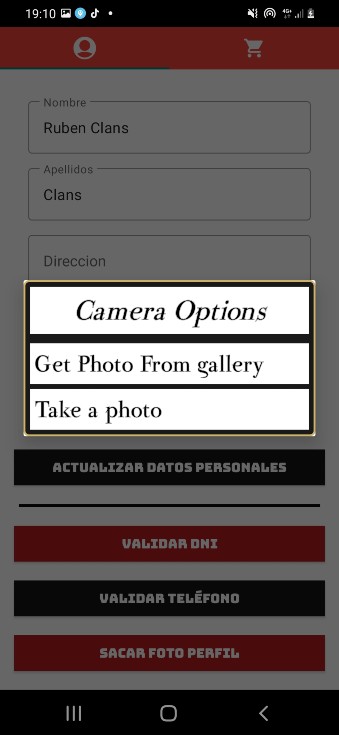 19:10
4G+
Nombre
Ruben Clans
Apellidos
Clans
Direccion
Camera Options
Get Photo From gallery
Take a photo
ACTUALIZAR DATOS PERSONALES
VALIDAR DNI
VALIDAR TELÉFONO
SACAR FOTO PERFIL